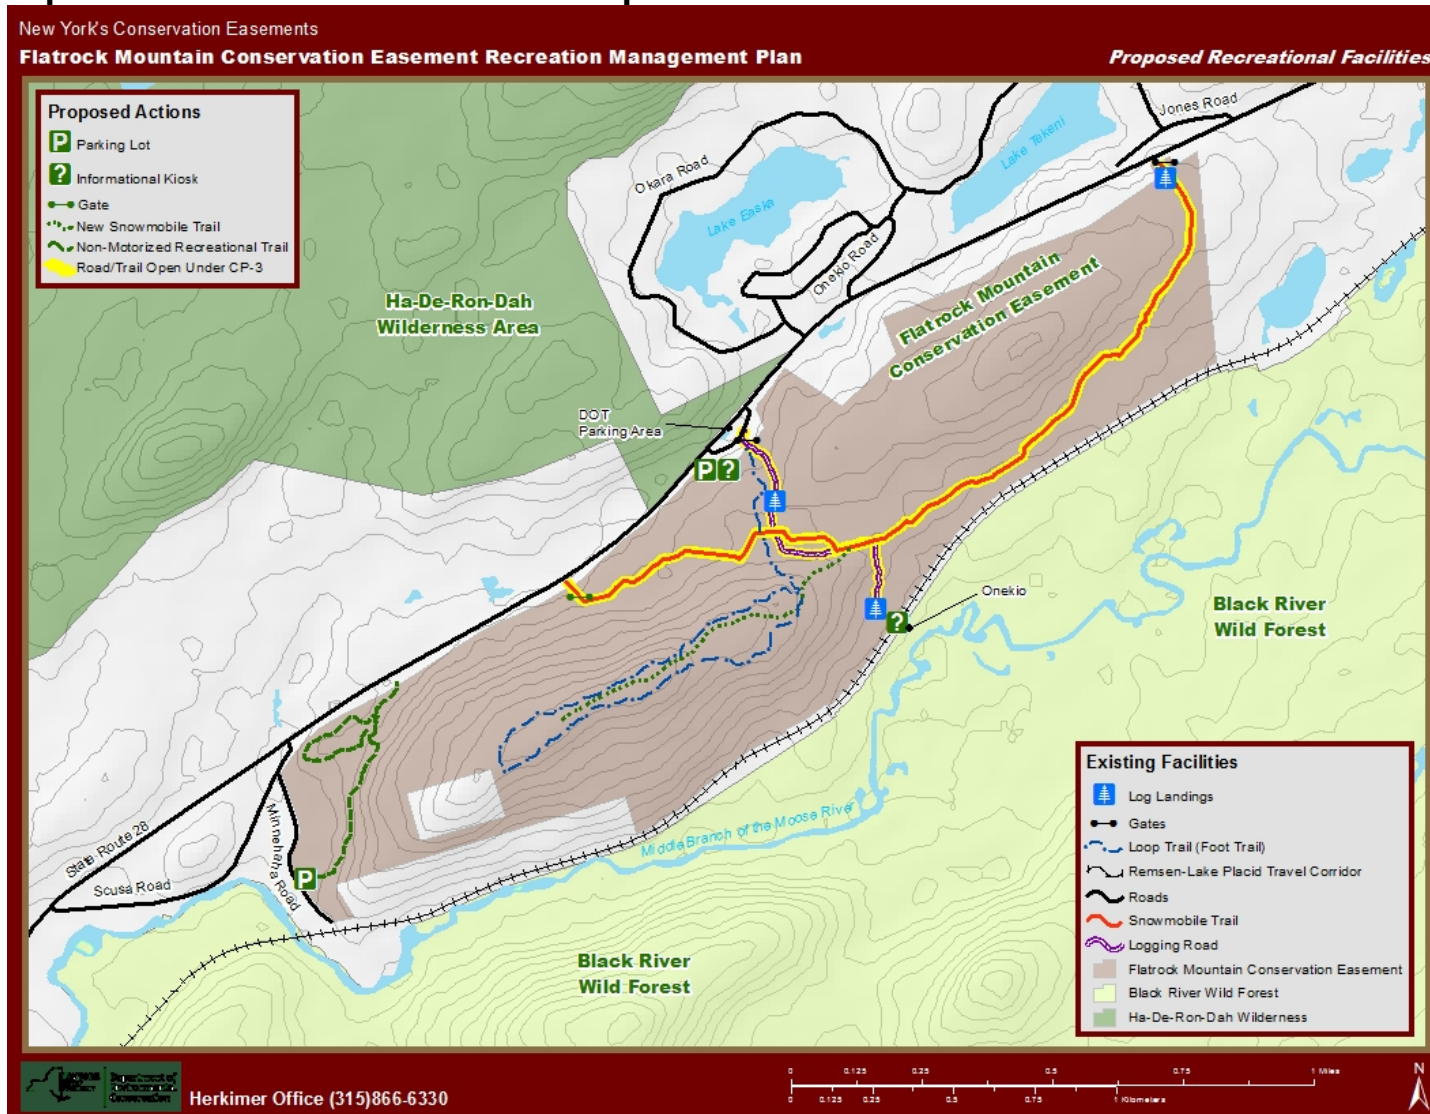 New York's Conservation Easements
Flatrock Mountain Conservation Easement Recreation Management Plan
Proposed Recreational Facilities
Proposed Actions
P Parking Lot
? Informational Kiosk
Gate
New Snowmobile Trail
Non-Motorized Recreational Trail
Road/Trail Open Under CP-3
Jones Road
Lake Tekeni
Okara Road
Lake Easka
Onekio Road
Ha-De-Ron-Dah
Wilderness Area
Flatrock Mountain
Conservation Easement
DOT
Parking Area
P ?
Onekio
?
Black River
Wild Forest
State Route 28
Scusa Road
Minnehaha Road
P
Middle Branch of the Moose River
Black River
Wild Forest
Existing Facilities
Log Landings
Gates
Loop Trail (Foot Trail)
Remsen-Lake Placid Travel Corridor
Roads
Snowmobile Trail
Logging Road
Flatrock Mountain Conservation Easement
Black River Wild Forest
Ha-De-Ron-Dah Wilderness
Department of
Environmental
Conservation
Herkimer Office (315)866-6330
0 0.125 0.25 0.5 0.75 1 Miles
0 0.125 0.25 0.5 0.75 1 Kilometers
N